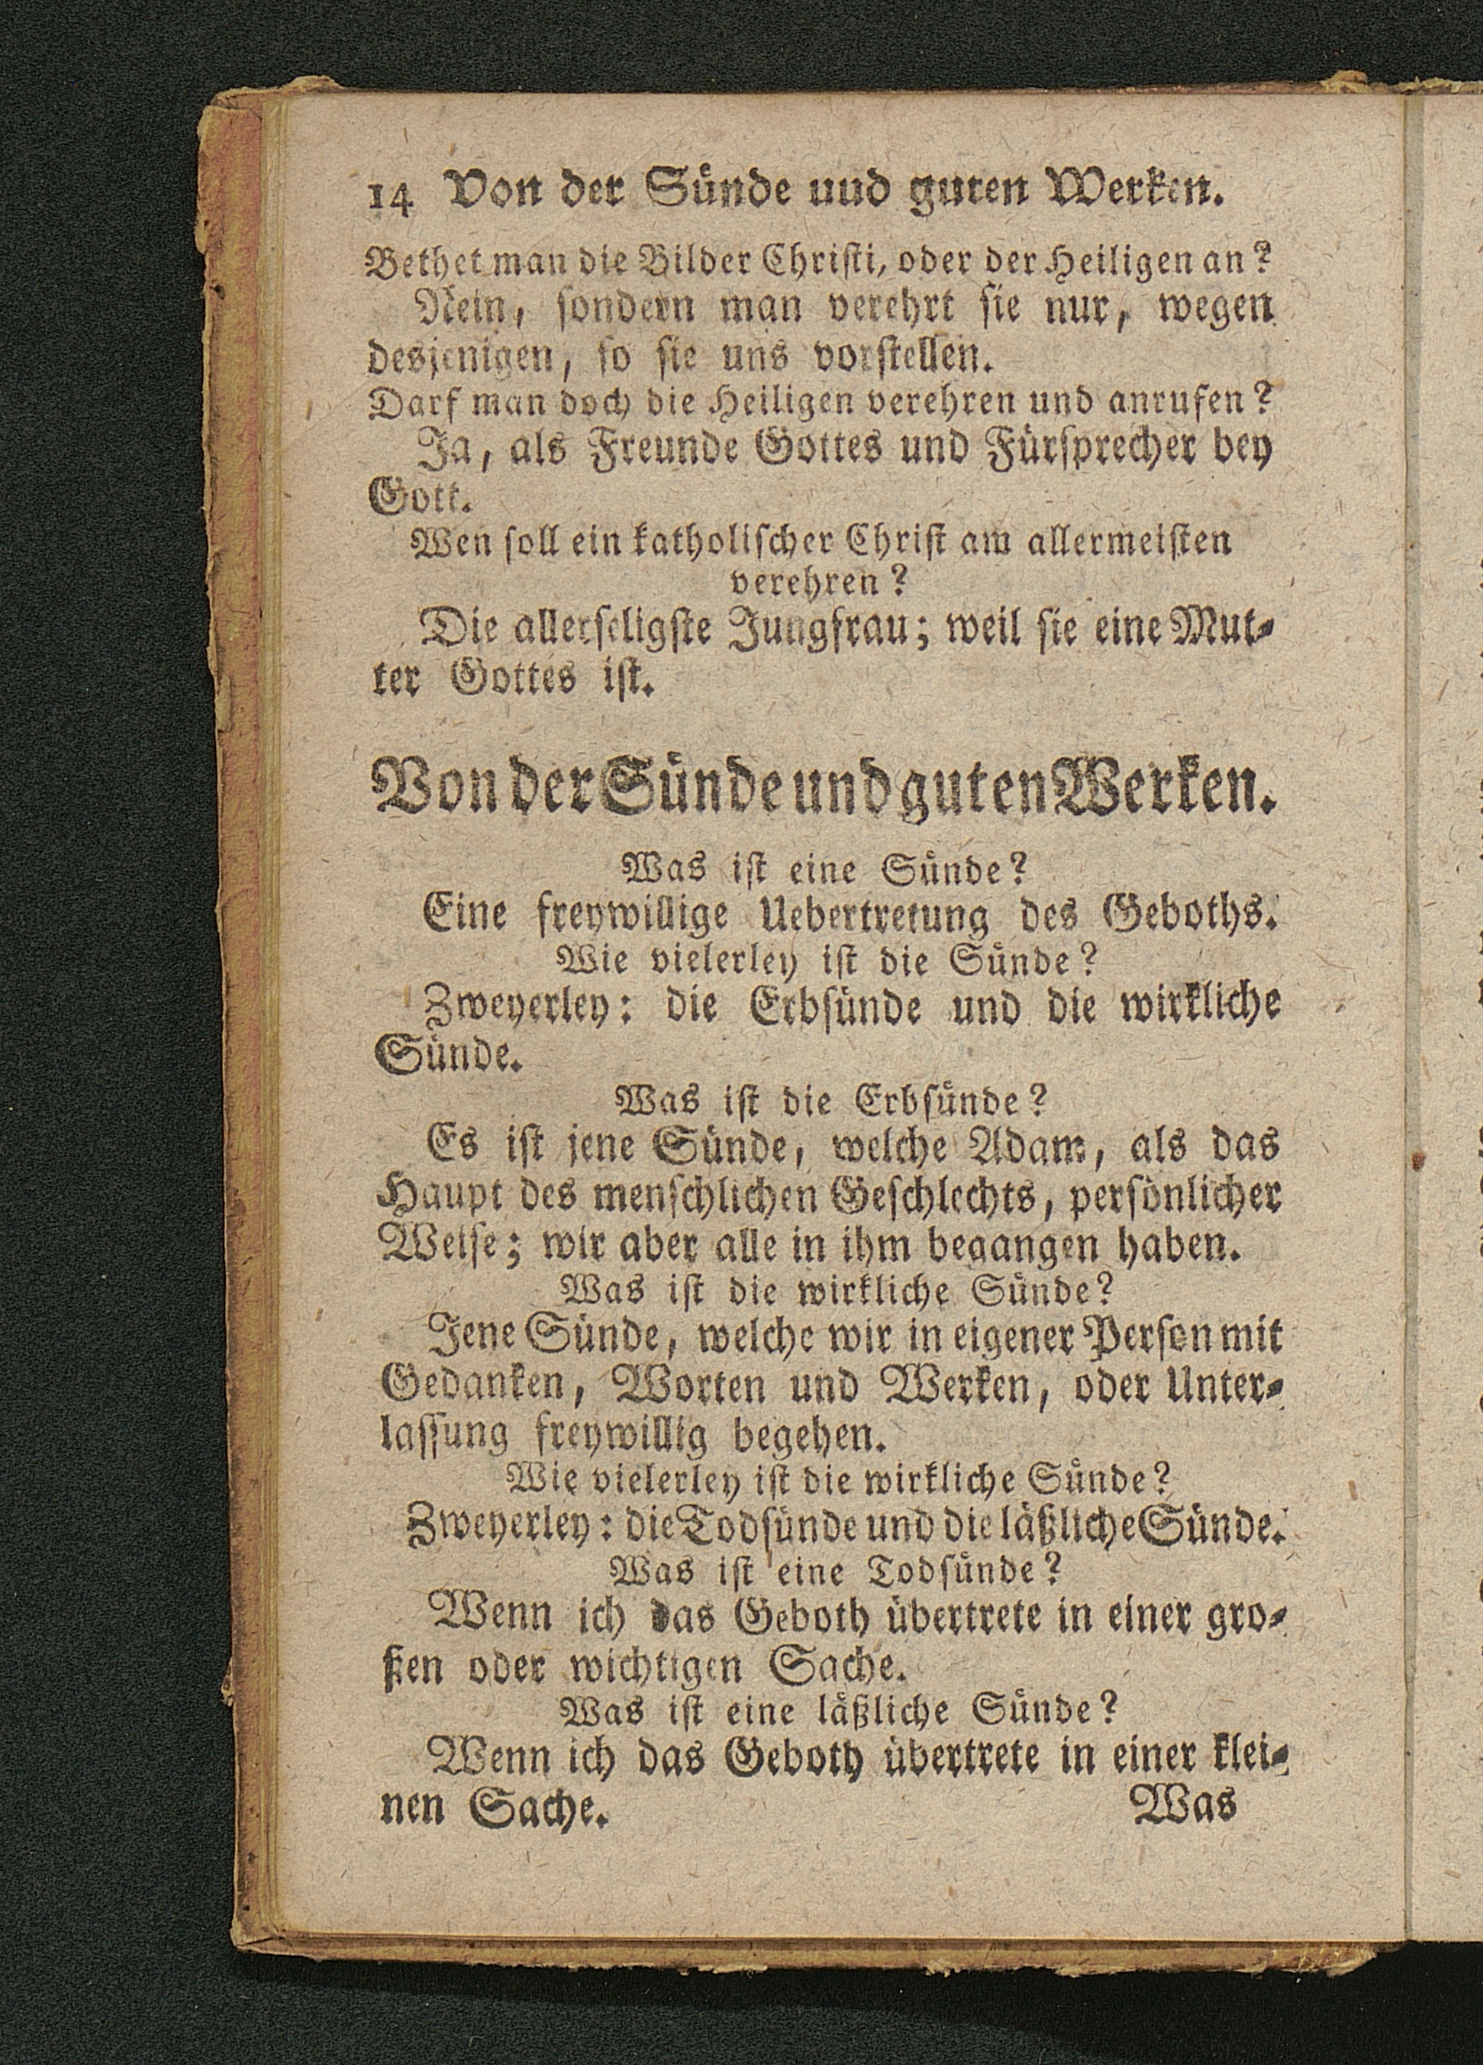 14 Von der Sünde uud guten Werken.
Bethet man die Bilder Christi, oder der Heiligen an?
Nein, sondern man verehrt sie nur, wegen
desjenigen, so sie uns vorstellen.
Darf man doch die Heiligen verehren und anrufen?
Ja, als Freunde Gottes und Fürsprecher bey
Gott.
Wen soll ein katholischer Christ am allermeisten
verehren?
Die allerseligste Jungfrau; weil sie eine Mut-
ter Gottes ist.
Von der Sünde und guten Werken.
Was ist eine Sünde?
Eine freywillige Uebertretung des Geboths.
Wie vielerley ist die Sünde?
Zweyerley: die Erbsünde und die wirkliche
Sünde.
Was ist die Erbsünde?
Es ist jene Sünde, welche Adam, als das
Haupt des menschlichen Geschlechts, persönlicher
Weise; wir aber alle in ihm begangen haben.
Was ist die wirkliche Sünde?
Jene Sünde, welche wir in eigener Person mit
Gedanken, Worten und Werken, oder Unter-
lassung freywillig begehen.
Wie vielerley ist die wirkliche Sünde?
Zweyerley: die Todsünde und die läßliche Sünde.
Was ist eine Todsünde?
Wenn ich das Geboth übertrete in einer gro-
ßen oder wichtigen Sache.
Was ist eine läßliche Sünde?
Wenn ich das Geboth übertrete in einer klei-
nen Sache. Was